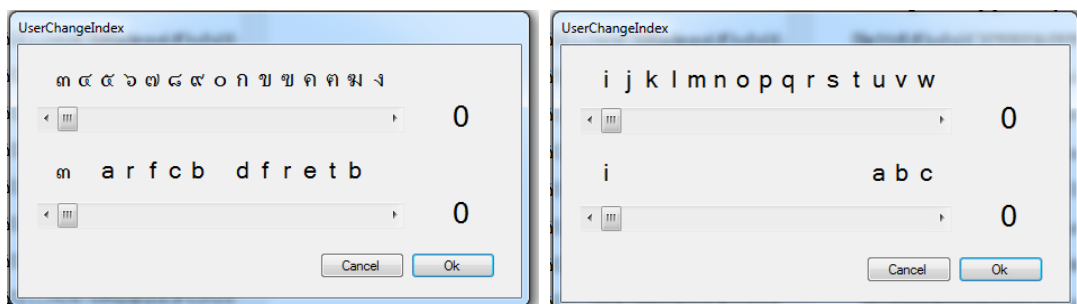 UserChangeIndex
๓ ๔ ๕ ๖ ๗ ๘ ๙ ๐ ก ข ฃ ค ฅ ฆ ง
0
๓ a r f c b d f r e t b
0
Cancel Ok
UserChangeIndex
i j k l m n o p q r s t u v w
0
i a b c
0
Cancel Ok